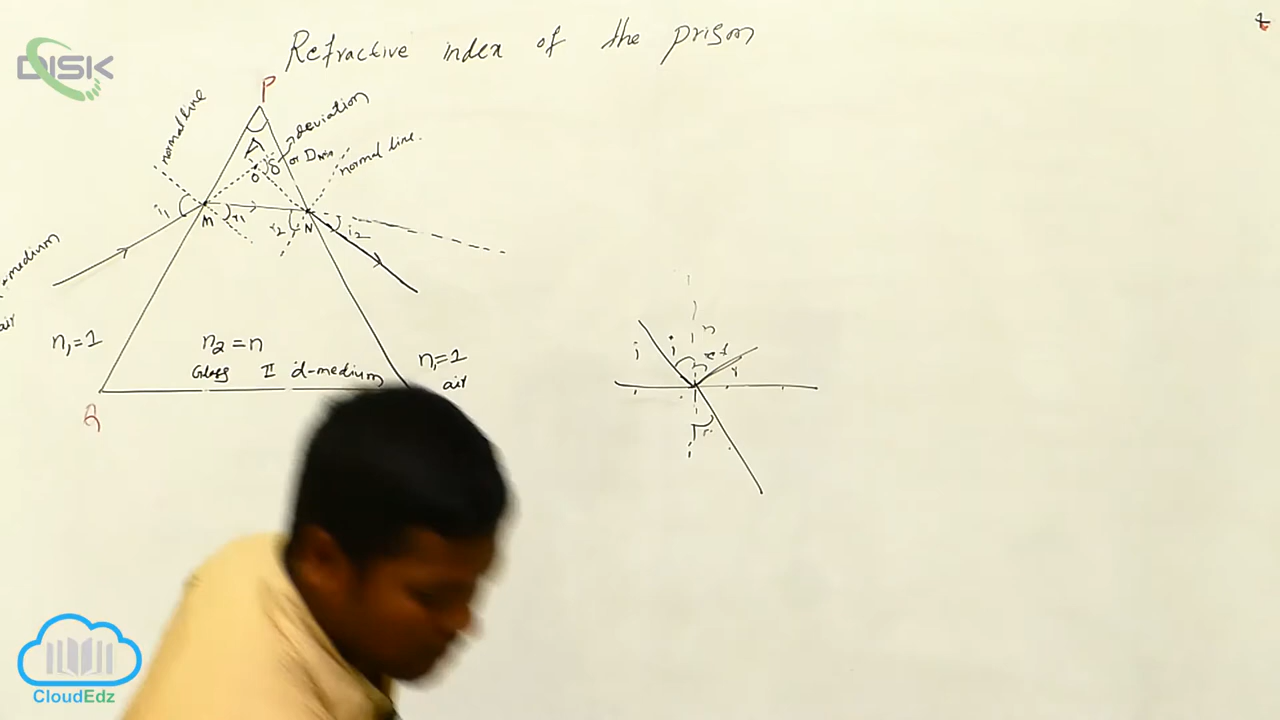 Refractive index of the prism
DISK
P
normal line
deviation
A
δ
or Dmin
normal line.
O
i1
M
r1
r2
N
i2
medium
air
n1=1
n2=n
Glass II d-medium
n1=1
air
Q
n
i
i
r
r
CloudEdz